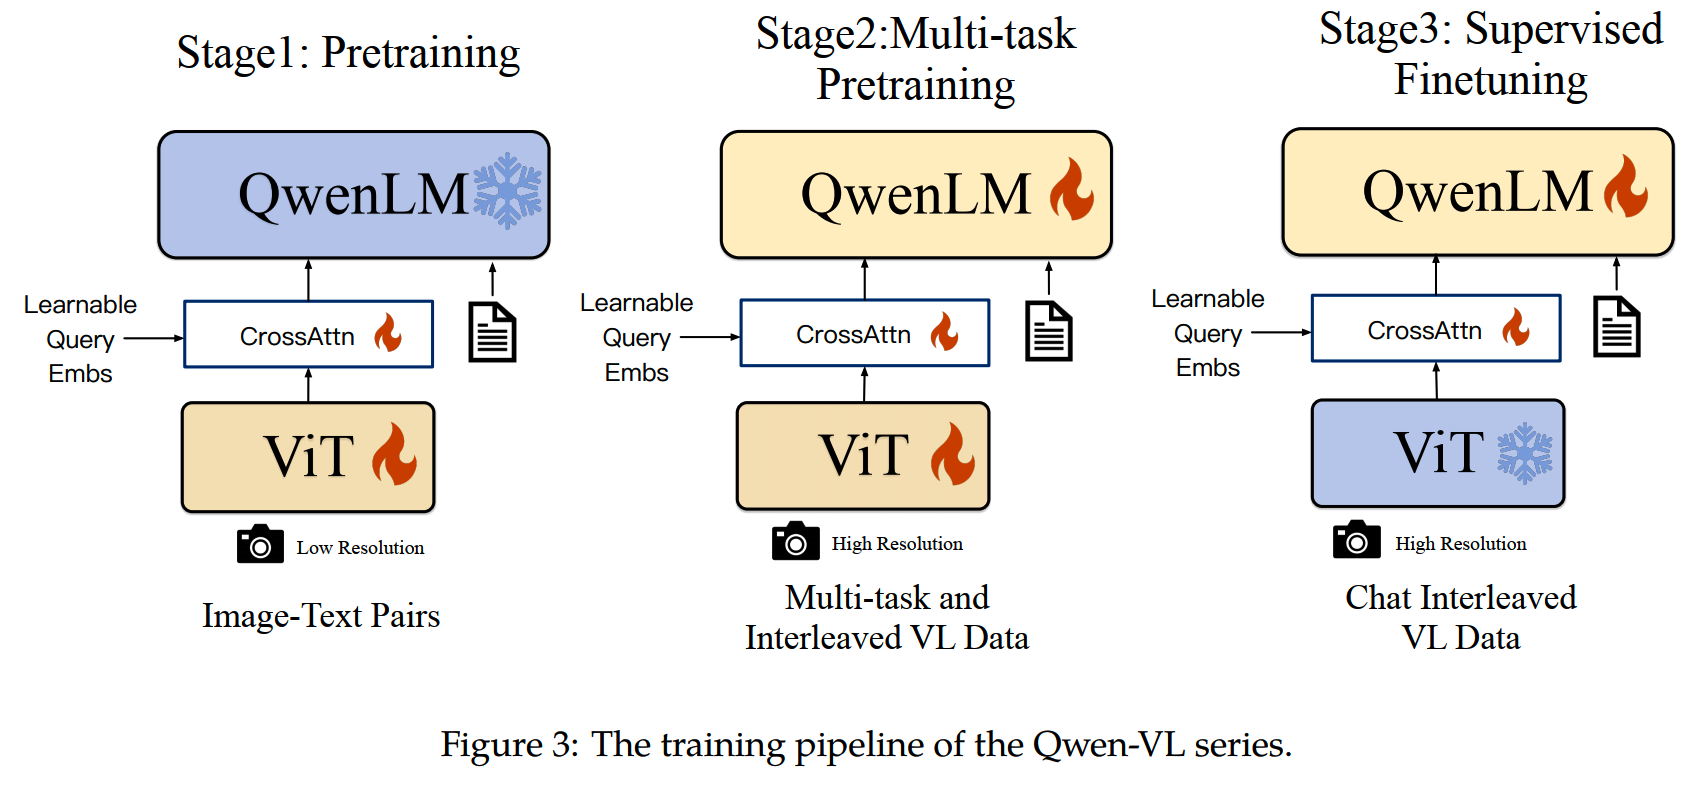 Stage1: Pretraining
QwenLM
Learnable
Query
Embs
CrossAttn
ViT
Low Resolution
Image-Text Pairs
Stage2:Multi-task
Pretraining
QwenLM
Learnable
Query
Embs
CrossAttn
ViT
High Resolution
Multi-task and
Interleaved VL Data
Stage3: Supervised
Finetuning
QwenLM
Learnable
Query
Embs
CrossAttn
ViT
High Resolution
Chat Interleaved
VL Data
Figure 3: The training pipeline of the Qwen-VL series.